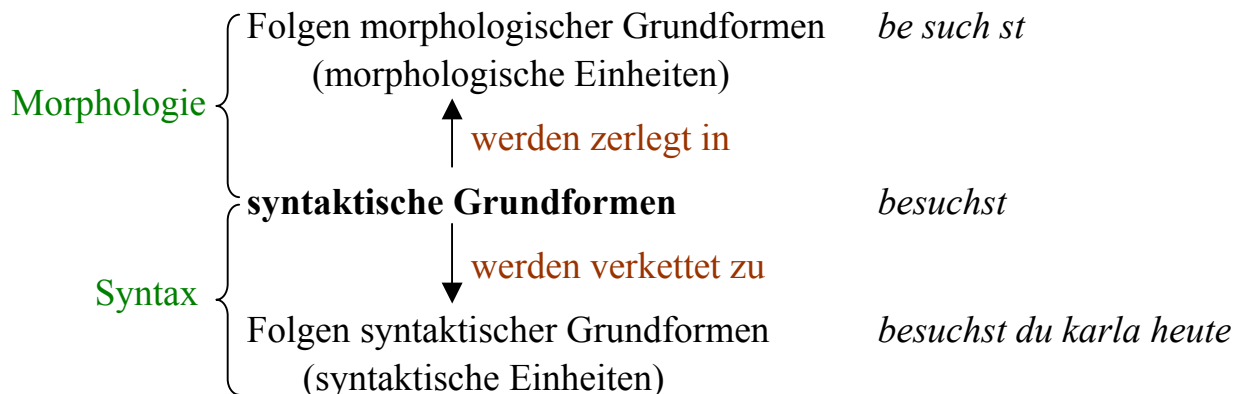 Folgen morphologischer Grundformen be such st
(morphologische Einheiten)
Morphologie
werden zerlegt in
syntaktische Grundformen besuchst
werden verkettet zu
Syntax
Folgen syntaktischer Grundformen besuchst du karla heute
(syntaktische Einheiten)